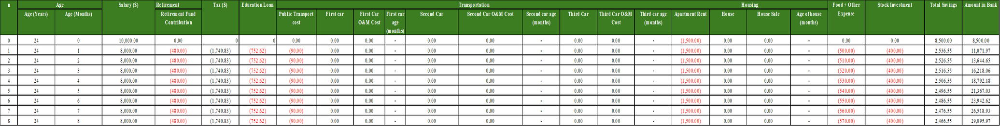 n Age Salary ($) Retirement Tax ($) Education Loan Transportation Housing Food + Other Expense Stock Investment Total Savings Amount in Bank
Age (Years) Age (Months) Retirement Fund Contribution Public Transport cost First car First Car O&M Cost First car age (months) Second Car Second Car O&M Cost Second car age (months) Third Car Third Car O&M Cost Third car age (months) Apartment Rent House House Sale Age of house (months)
0 24 0 10,000.00 0.00 0 0 0.00 0.00 0.00 - 0.00 0.00 - 0.00 0.00 - (1,500.00) 0.00 0.00 - 0.00 0.00 8,500.00 8,500.00
1 24 1 8,000.00 (480.00) (1,740.83) (752.62) (90.00) 0.00 0.00 - 0.00 0.00 - 0.00 0.00 - (1,500.00) 0.00 0.00 - (500.00) (400.00) 2,536.55 11,071.97
2 24 2 8,000.00 (480.00) (1,740.83) (752.62) (90.00) 0.00 0.00 - 0.00 0.00 - 0.00 0.00 - (1,500.00) 0.00 0.00 - (510.00) (400.00) 2,526.55 13,644.65
3 24 3 8,000.00 (480.00) (1,740.83) (752.62) (90.00) 0.00 0.00 - 0.00 0.00 - 0.00 0.00 - (1,500.00) 0.00 0.00 - (520.00) (400.00) 2,516.55 16,218.06
4 24 4 8,000.00 (480.00) (1,740.83) (752.62) (90.00) 0.00 0.00 - 0.00 0.00 - 0.00 0.00 - (1,500.00) 0.00 0.00 - (530.00) (400.00) 2,506.55 18,792.18
5 24 5 8,000.00 (480.00) (1,740.83) (752.62) (90.00) 0.00 0.00 - 0.00 0.00 - 0.00 0.00 - (1,500.00) 0.00 0.00 - (540.00) (400.00) 2,496.55 21,367.03
6 24 6 8,000.00 (480.00) (1,740.83) (752.62) (90.00) 0.00 0.00 - 0.00 0.00 - 0.00 0.00 - (1,500.00) 0.00 0.00 - (550.00) (400.00) 2,486.55 23,942.62
7 24 7 8,000.00 (480.00) (1,740.83) (752.62) (90.00) 0.00 0.00 - 0.00 0.00 - 0.00 0.00 - (1,500.00) 0.00 0.00 - (560.00) (400.00) 2,476.55 26,518.93
8 24 8 8,000.00 (480.00) (1,740.83) (752.62) (90.00) 0.00 0.00 - 0.00 0.00 - 0.00 0.00 - (1,500.00) 0.00 0.00 - (570.00) (400.00) 2,466.55 29,095.97